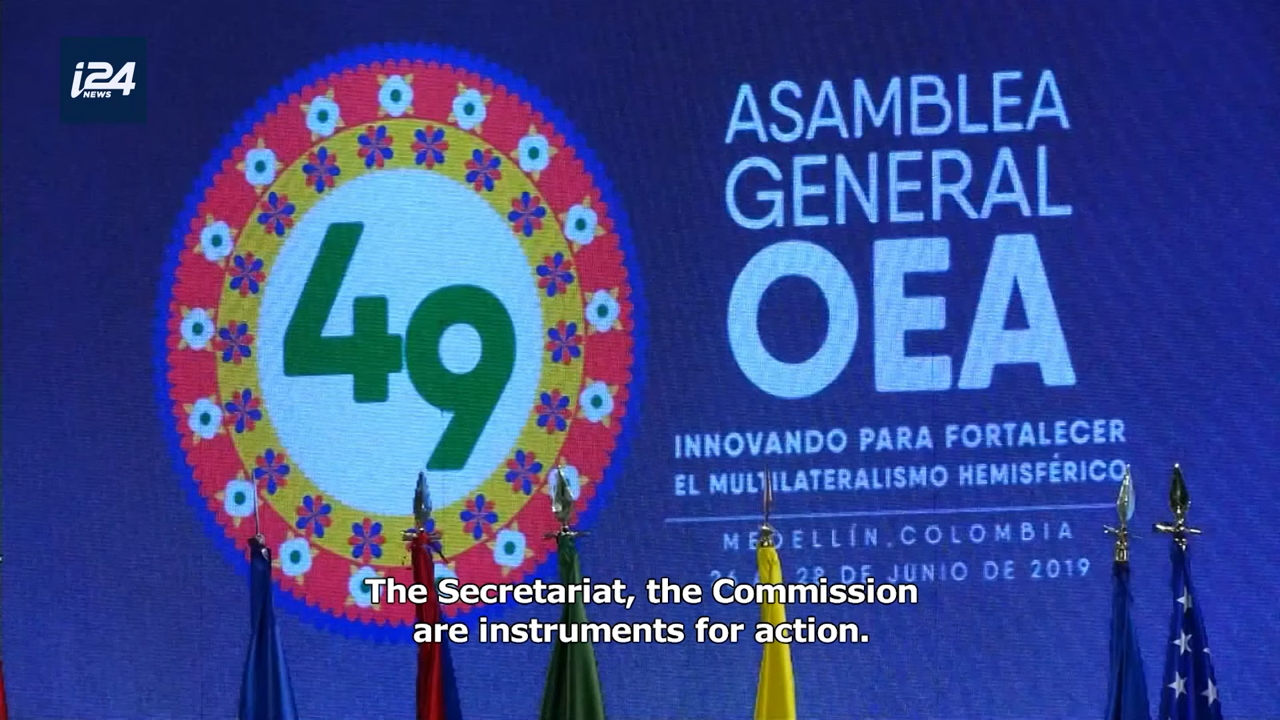 i24
NEWS
49
ASAMBLEA
GENERAL
OEA
INNOVANDO PARA FORTALECER
EL MULTILATERALISMO HEMISFÉRICO
MEDELLÍN, COLOMBIA
28 DE JUNIO DE 2019
The Secretariat, the Commission
are instruments for action.